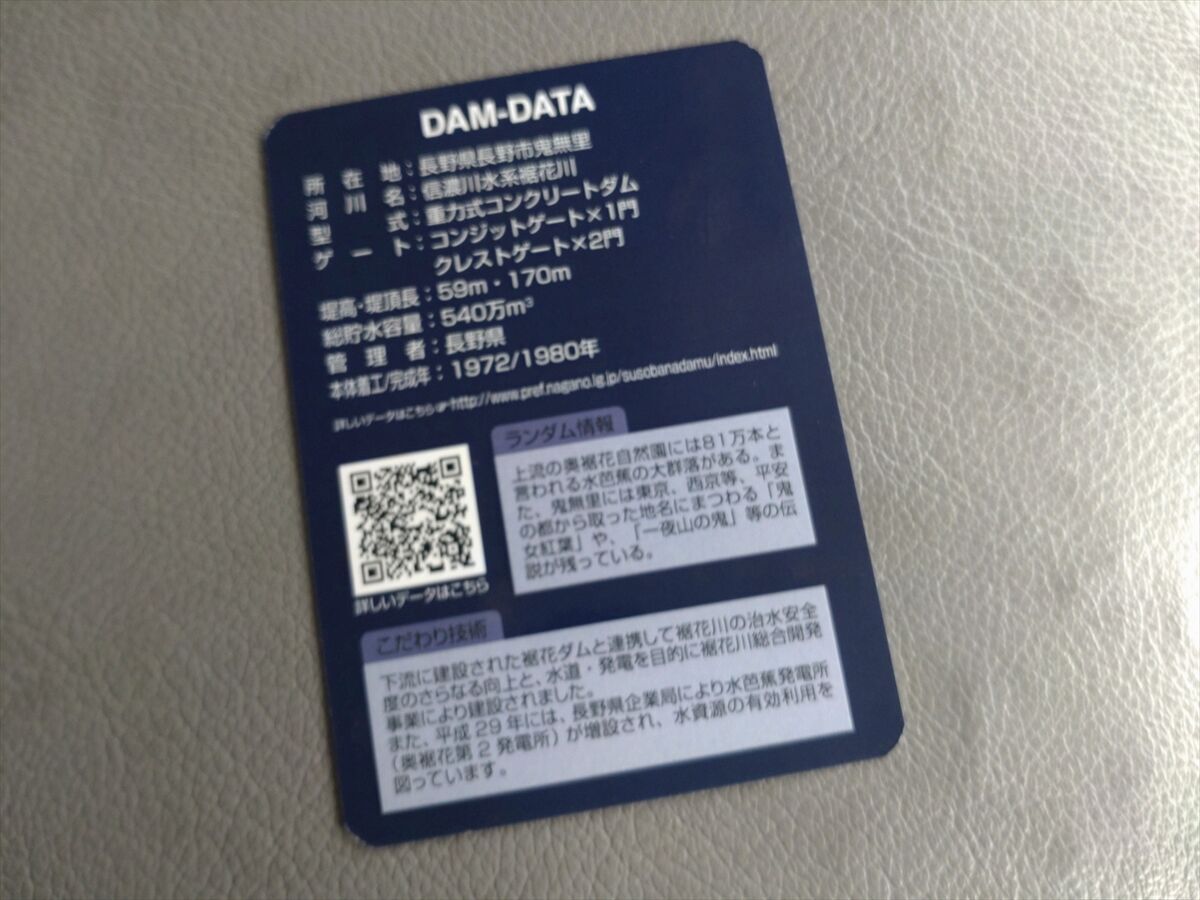 DAM-DATA
所在地：長野県長野市鬼無里
河川名：信濃川水系裾花川
型式：重力式コンクリートダム
ゲート：コンジットゲート×1門
クレストゲート×2門
堤高・堤頂長：59m・170m
総貯水容量：540万m³
管理者：長野県
本体着工/完成年：1972/1980年
詳しいデータはこちら☞http://www.pref.nagano.lg.jp/susobanadamu/index.html
ランダム情報
上流の奥裾花自然園には81万本と
言われる水芭蕉の大群落がある。ま
た、鬼無里には東京、西京等、平安
の都から取った地名にまつわる「鬼
女紅葉」や、「一夜山の鬼」等の伝
説が残っている。
詳しいデータはこちら
こだわり技術
下流に建設された裾花ダムと連携して裾花川の治水安全
度のさらなる向上と、水道・発電を目的に裾花川総合開発
事業により建設されました。
また、平成29年には、長野県企業局により水芭蕉発電所
（奥裾花第2発電所）が増設され、水資源の有効利用を
図っています。